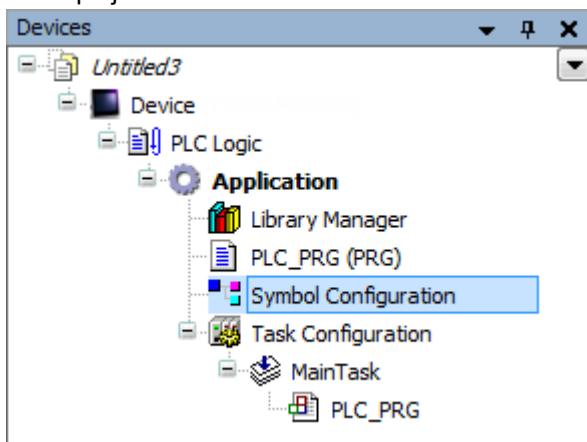 Devices
Untitled3
Device
PLC Logic
Application
Library Manager
PLC_PRG (PRG)
Symbol Configuration
Task Configuration
MainTask
PLC_PRG